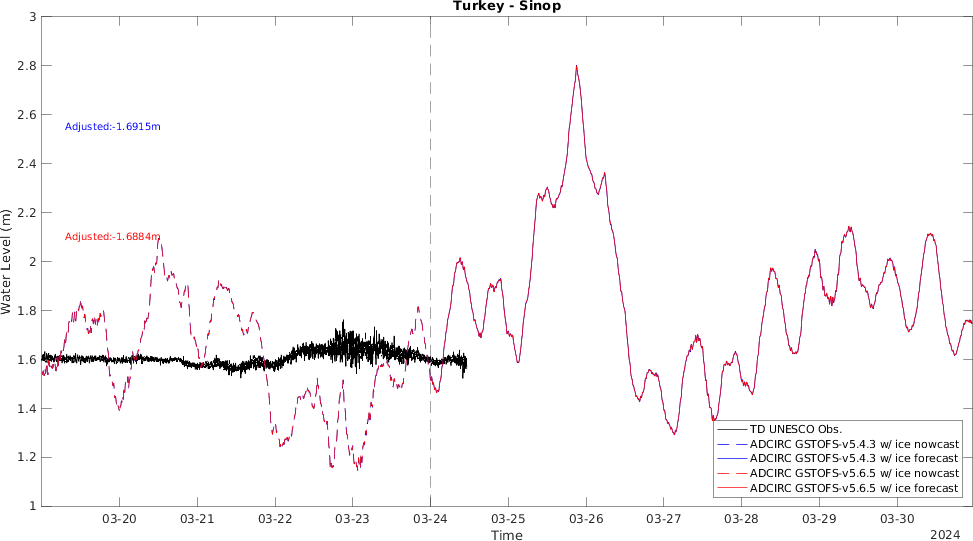 Turkey - Sinop
3
2.8
2.6
2.4
2.2
2
1.8
1.6
1.4
1.2
1
Water Level (m)
Adjusted:-1.6915m
Adjusted:-1.6884m
TD UNESCO Obs.
ADCIRC GSTOFS-v5.4.3 w/ ice nowcast
ADCIRC GSTOFS-v5.4.3 w/ ice forecast
ADCIRC GSTOFS-v5.6.5 w/ ice nowcast
ADCIRC GSTOFS-v5.6.5 w/ ice forecast
03-20 03-21 03-22 03-23 03-24 03-25 03-26 03-27 03-28 03-29 03-30
Time
2024